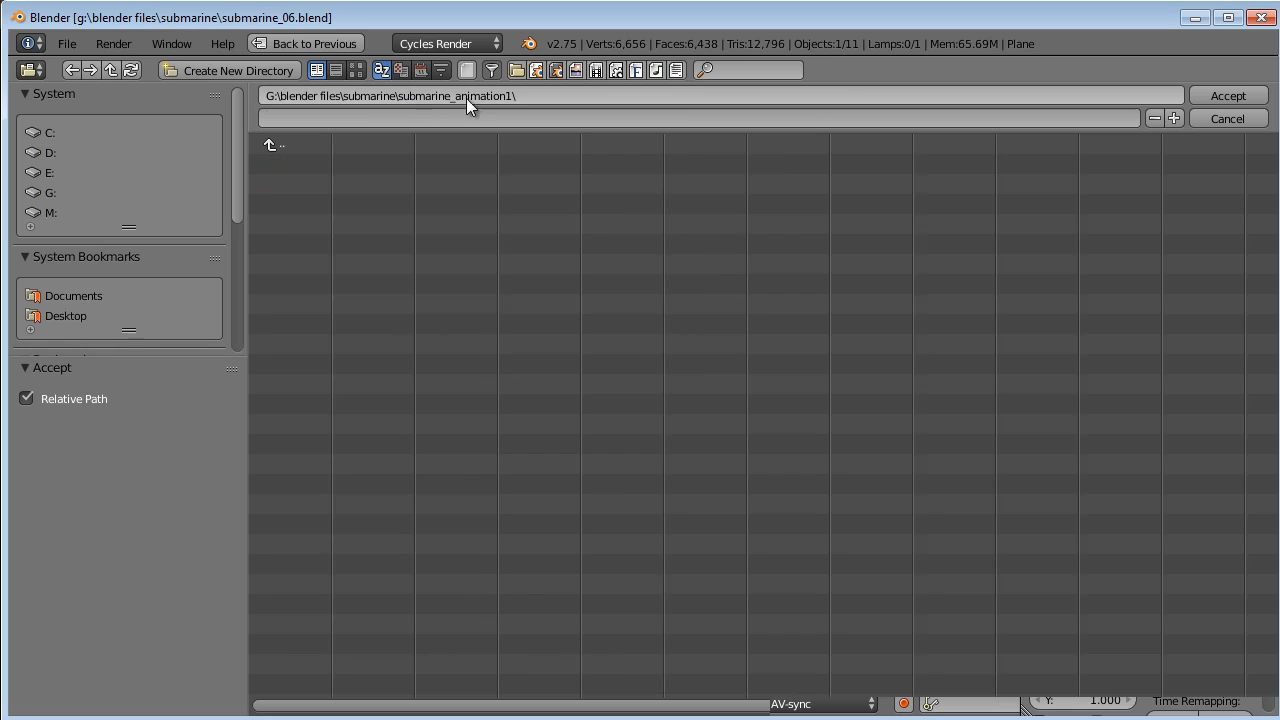 Blender [g:\blender files\submarine\submarine_06.blend]
File Render Window Help Back to Previous Cycles Render v2.75 | Verts:6,656 | Faces:6,438 | Tris:12,796 | Objects:1/11 | Lamps:0/1 | Mem:65.69M | Plane
Create New Directory
System
G:\blender files\submarine\submarine_animation1\
Accept
Cancel
C:
..
D:
E:
G:
M:
System Bookmarks
Documents
Desktop
Accept
Relative Path
AV-sync
Y: 1.000
Time Remapping: